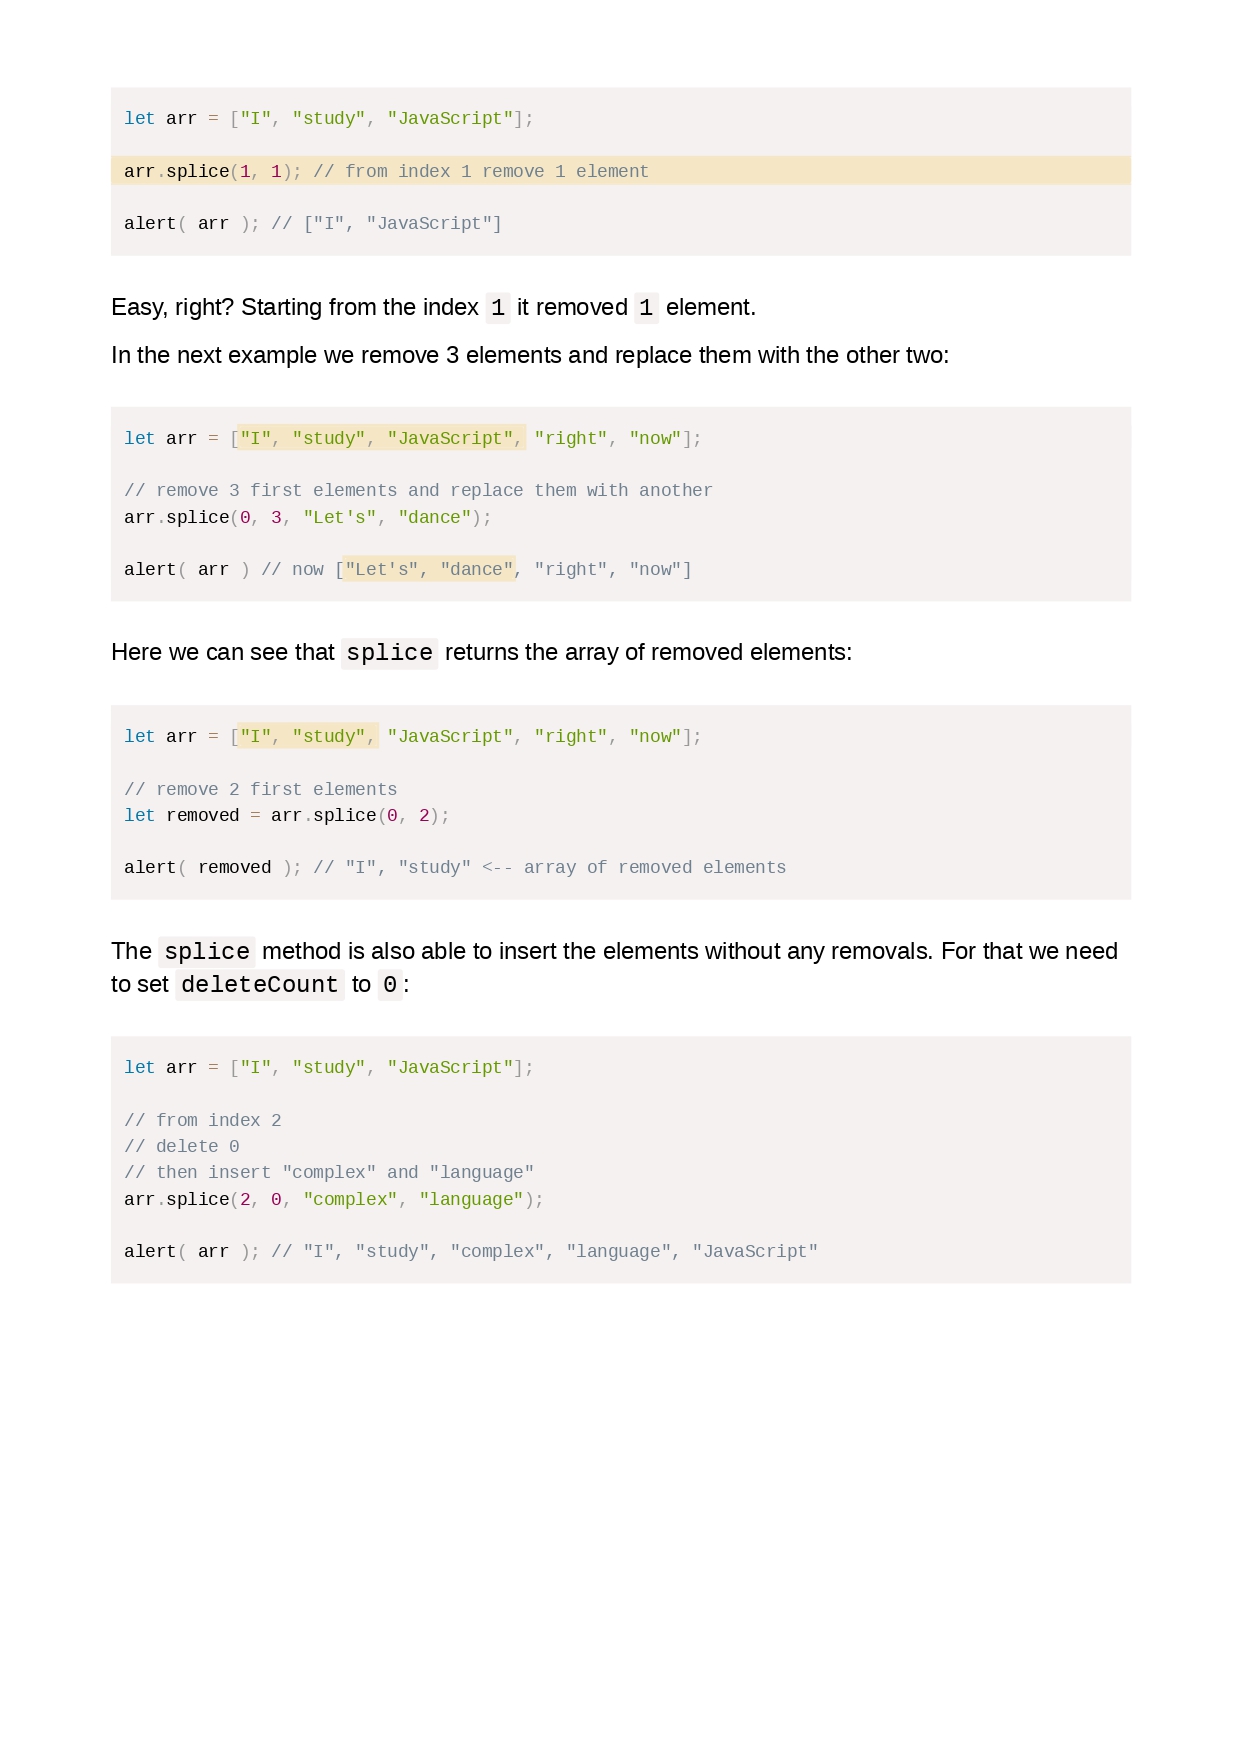 let arr = ["I", "study", "JavaScript"];
arr.splice(1, 1); // from index 1 remove 1 element
alert( arr ); // ["I", "JavaScript"]
Easy, right? Starting from the index 1 it removed 1 element.
In the next example we remove 3 elements and replace them with the other two:
let arr = ["I", "study", "JavaScript", "right", "now"];
// remove 3 first elements and replace them with another
arr.splice(0, 3, "Let's", "dance");
alert( arr ) // now ["Let's", "dance", "right", "now"]
Here we can see that splice returns the array of removed elements:
let arr = ["I", "study", "JavaScript", "right", "now"];
// remove 2 first elements
let removed = arr.splice(0, 2);
alert( removed ); // "I", "study" <-- array of removed elements
The splice method is also able to insert the elements without any removals. For that we need
to set deleteCount to 0:
let arr = ["I", "study", "JavaScript"];
// from index 2
// delete 0
// then insert "complex" and "language"
arr.splice(2, 0, "complex", "language");
alert( arr ); // "I", "study", "complex", "language", "JavaScript"